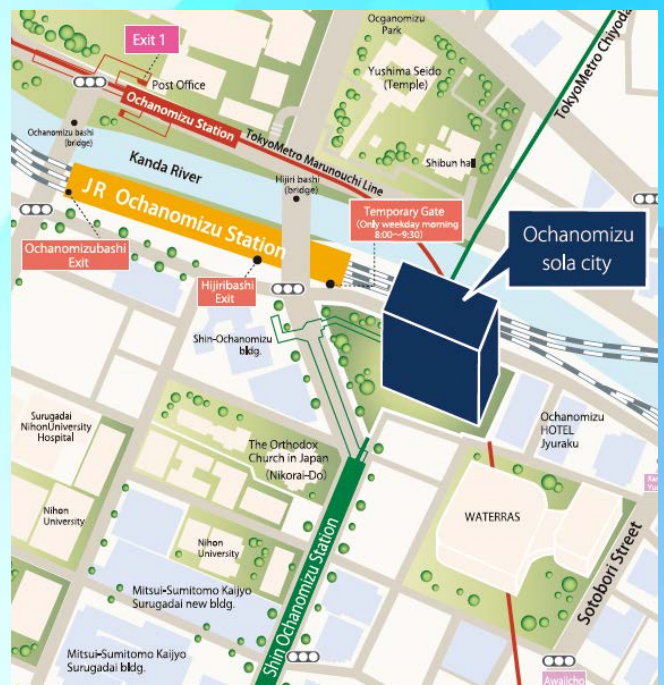 Exit 1
Post Office
Ochanomizu Station
TokyoMetro Marunouchi Line
Ocganomizu
Park
Yushima Seido
(Temple)
TokyoMetro Chiyoda
Shibun hall
Ochanomizu bashi
(bridge)
Kanda River
Hijiri bashi
(bridge)
JR Ochanomizu Station
Temporary Gate
(Only weekday morning
8:00～9:30)
Ochanomizu
sola city
Ochanomizubashi
Exit
Hijiribashi
Exit
Shin-Ochanomizu
bldg.
Surugadai
NihonUniversity
Hospital
The Orthodox
Church in Japan
(Nikorai-Do)
Ochanomizu
HOTEL
Jyuraku
Nihon
University
Nihon
University
WATERRAS
Sotobori Street
Shin Ochanomizu Station
Mitsui-Sumitomo Kaijyo
Surugadai new bldg.
Mitsui-Sumitomo Kaijyo
Surugadai bldg.
Awajicho